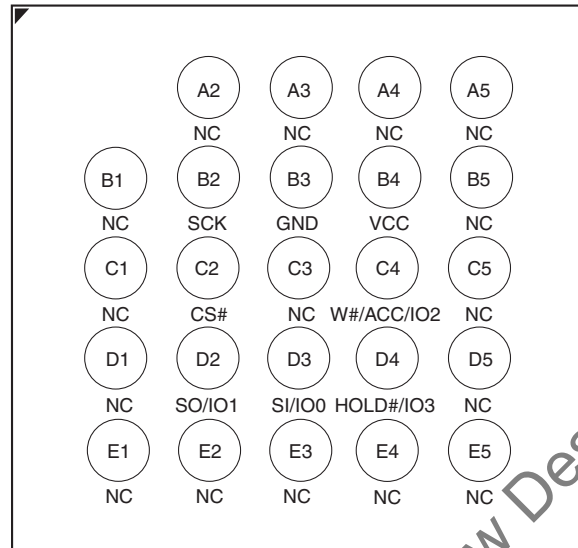 A2 A3 A4 A5
NC NC NC NC
B1 B2 B3 B4 B5
NC SCK GND VCC NC
C1 C2 C3 C4 C5
NC CS# NC W#/ACC/IO2 NC
D1 D2 D3 D4 D5
NC SO/IO1 SI/IO0 HOLD#/IO3 NC
E1 E2 E3 E4 E5
NC NC NC NC NC